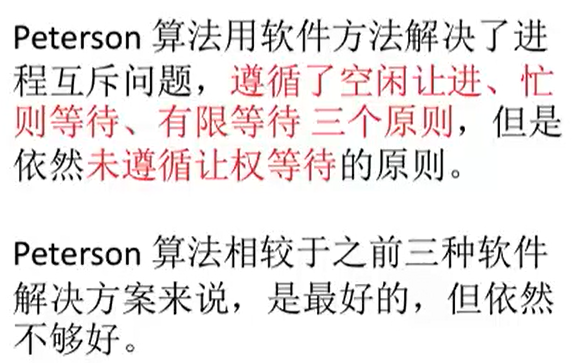 Peterson 算法用软件方法解决了进
程互斥问题，遵循了空闲让进、忙
则等待、有限等待 三个原则，但是
依然未遵循让权等待的原则。
Peterson 算法相较于之前三种软件
解决方案来说，是最好的，但依然
不够好。